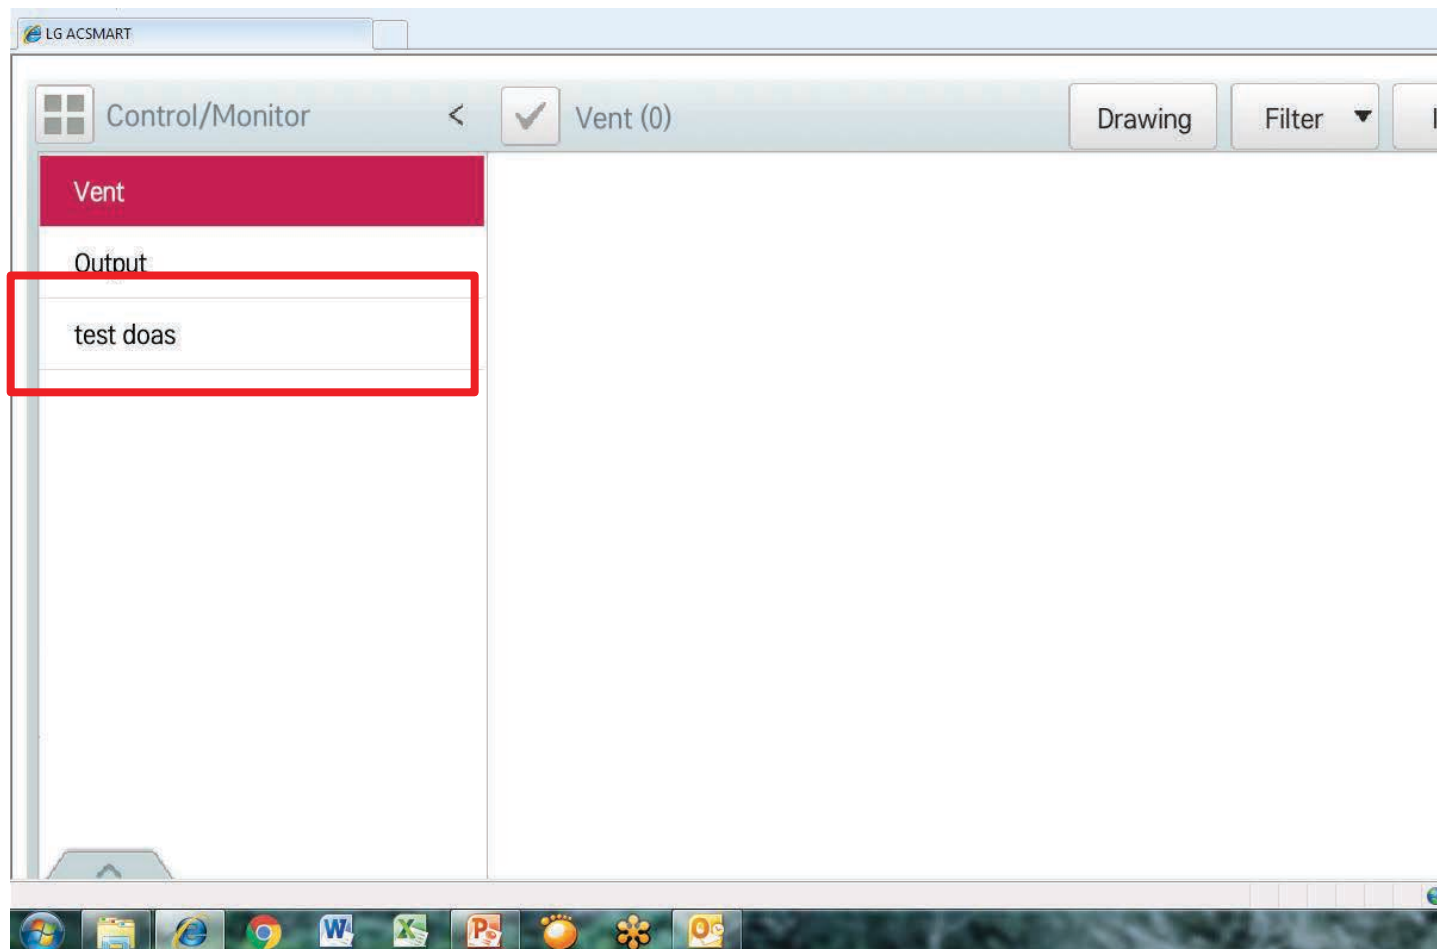 LG ACSMART
Control/Monitor < Vent (0) Drawing Filter
Vent
Output
test doas